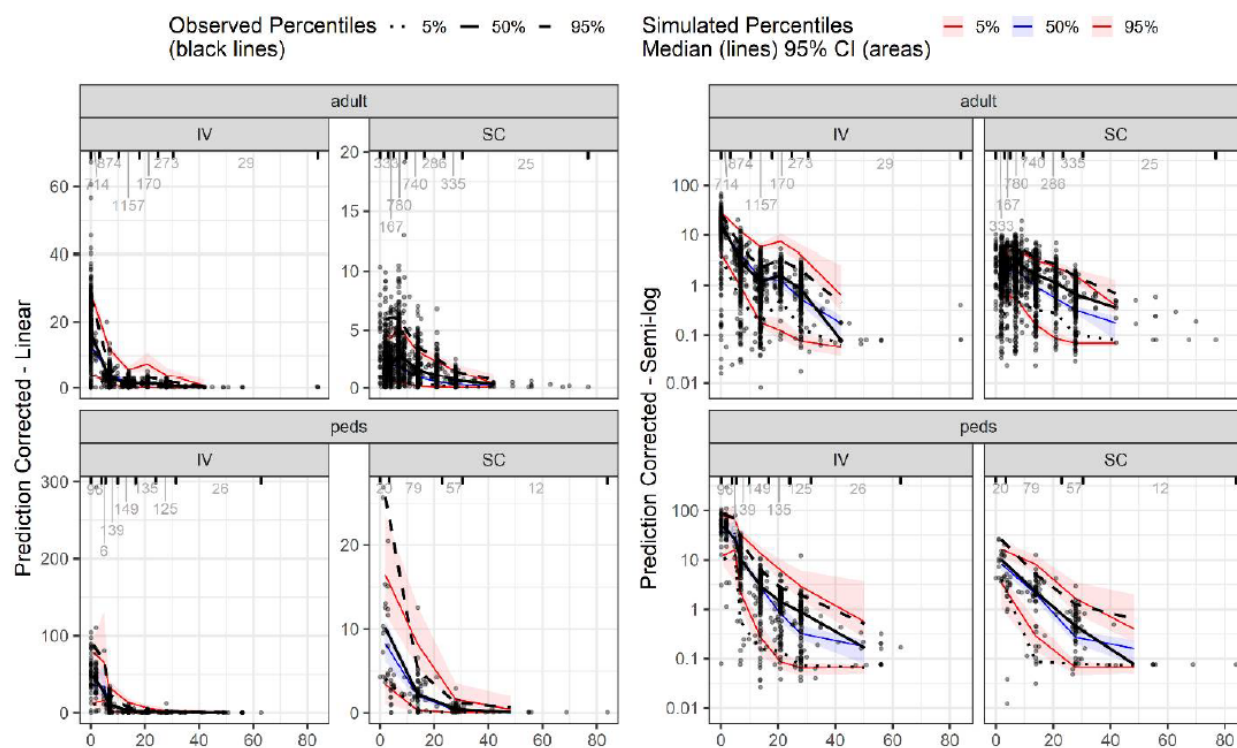 Observed Percentiles
(black lines)
5% 50% 95%
Simulated Percentiles
Median (lines) 95% CI (areas)
5% 50% 95%
adult
IV SC
874 273 29
714 170
1157
333 286 25
740 335
780
167
60
40
20
0
20
15
10
5
0
Prediction Corrected - Linear
peds
IV SC
96 135 26
149 125
139
6
20 79 57 12
300
200
100
0
20
10
0
0 20 40 60 80
0 20 40 60 80
adult
IV SC
874 273 29
714 170
1157
740 335 25
780 286
167
333
100
10
1
0.1
0.01
Prediction Corrected - Semi-log
peds
IV SC
96 149 125 26
139 135
20 79 57 12
100
10
1
0.1
0.01
0 20 40 60 80
0 20 40 60 80